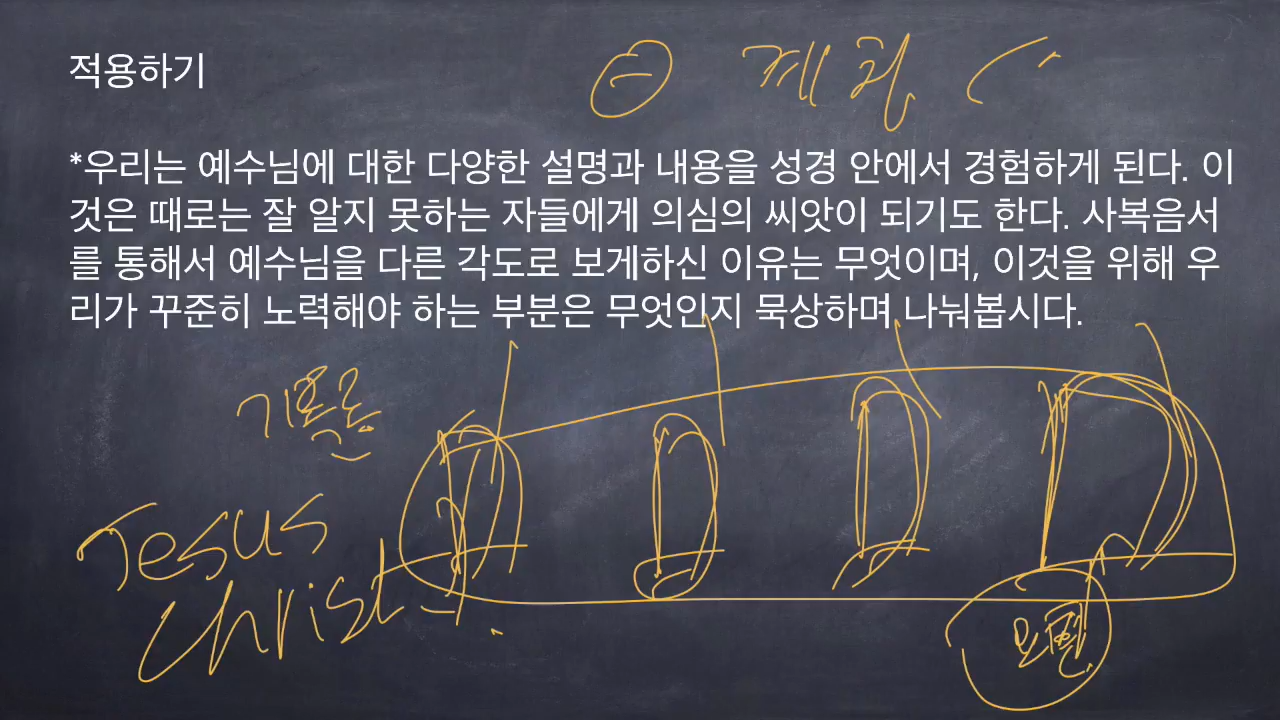 적용하기
*우리는 예수님에 대한 다양한 설명과 내용을 성경 안에서 경험하게 된다. 이
것은 때로는 잘 알지 못하는 자들에게 의심의 씨앗이 되기도 한다. 사복음서
를 통해서 예수님을 다른 각도로 보게하신 이유는 무엇이며, 이것을 위해 우
리가 꾸준히 노력해야 하는 부분은 무엇인지 묵상하며 나눠봅시다.
Jesus
Christ